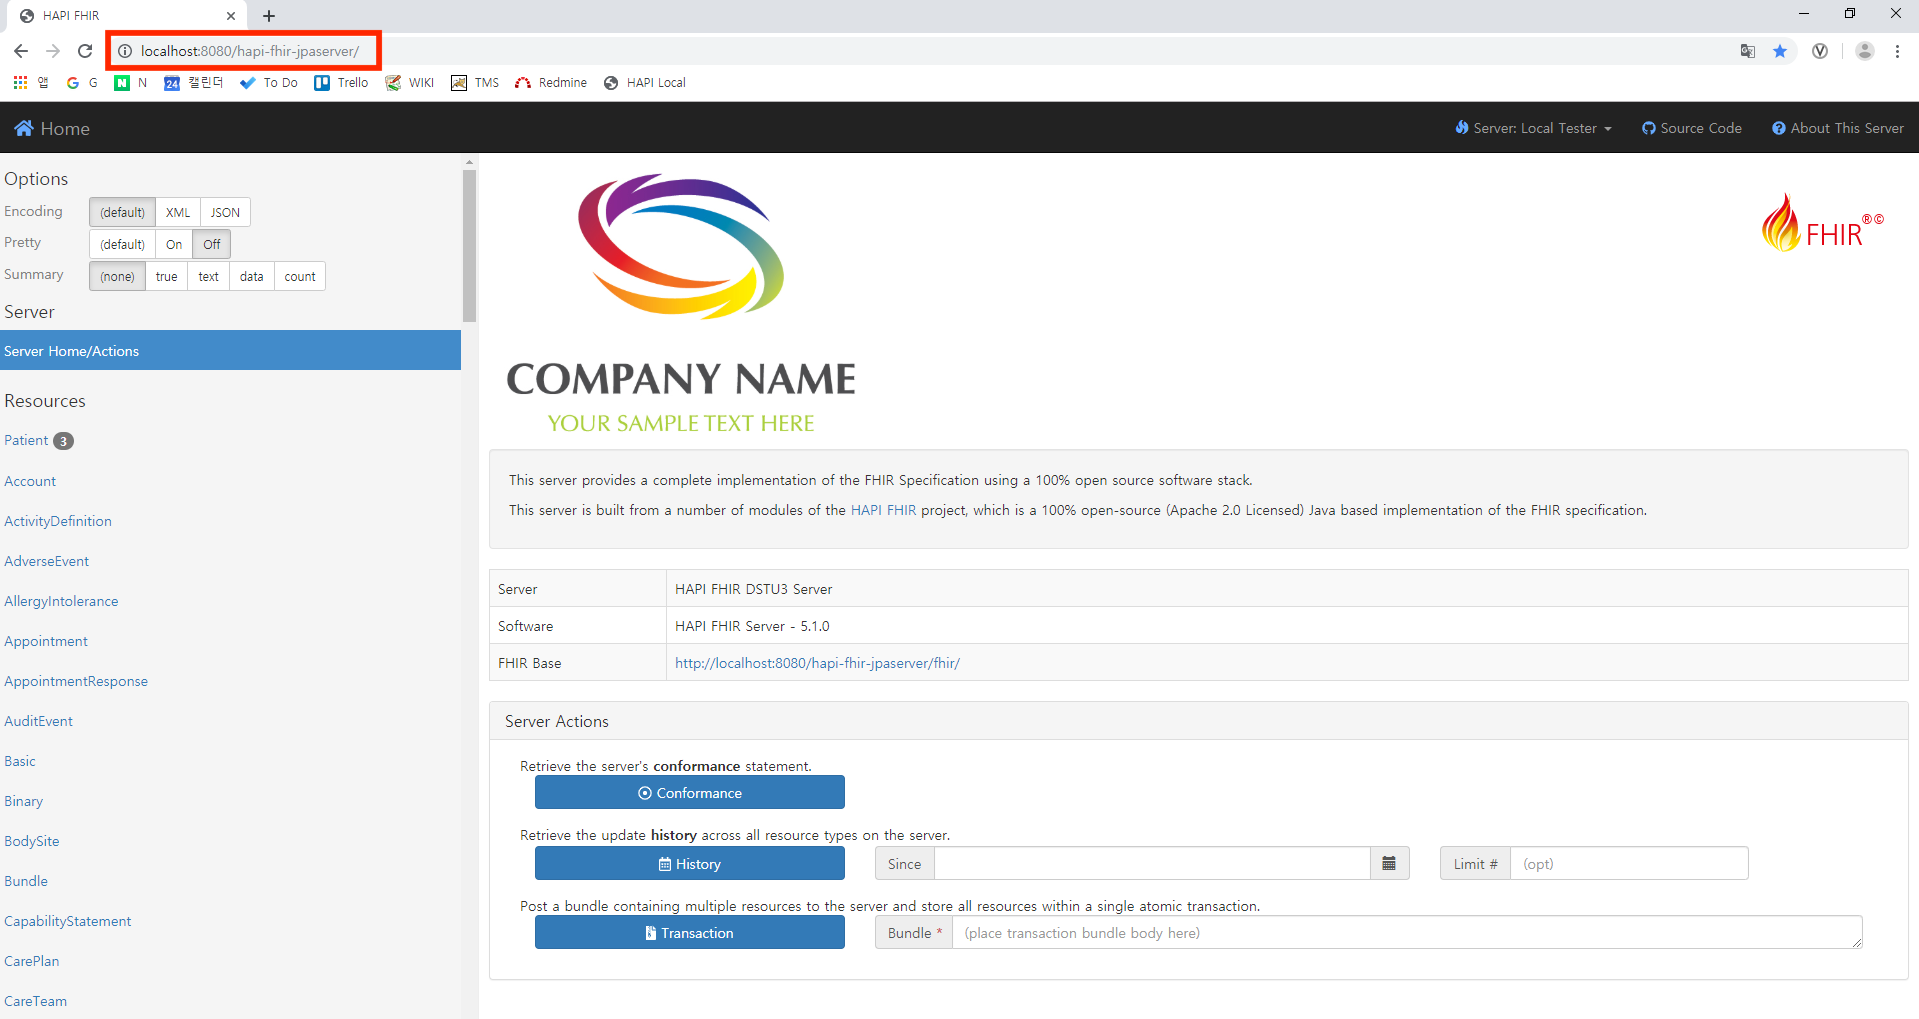 HAPI FHIR
localhost:8080/hapi-fhir-jpaserver/
앱 G N 24 캘린더 To Do Trello WIKI TMS Redmine HAPI Local
Home Server: Local Tester Source Code About This Server
Options
Encoding (default) XML JSON
Pretty (default) On Off
Summary (none) true text data count
Server
Server Home/Actions
Resources
Patient 3
Account
ActivityDefinition
AdverseEvent
AllergyIntolerance
Appointment
AppointmentResponse
AuditEvent
Basic
Binary
BodySite
Bundle
CapabilityStatement
CarePlan
CareTeam
FHIR®©
COMPANY NAME
YOUR SAMPLE TEXT HERE
This server provides a complete implementation of the FHIR Specification using a 100% open source software stack.
This server is built from a number of modules of the HAPI FHIR project, which is a 100% open-source (Apache 2.0 Licensed) Java based implementation of the FHIR specification.
Server HAPI FHIR DSTU3 Server
Software HAPI FHIR Server - 5.1.0
FHIR Base http://localhost:8080/hapi-fhir-jpaserver/fhir/
Server Actions
Retrieve the server's conformance statement.
Conformance
Retrieve the update history across all resource types on the server.
History Since Limit # (opt)
Post a bundle containing multiple resources to the server and store all resources within a single atomic transaction.
Transaction Bundle * (place transaction bundle body here)